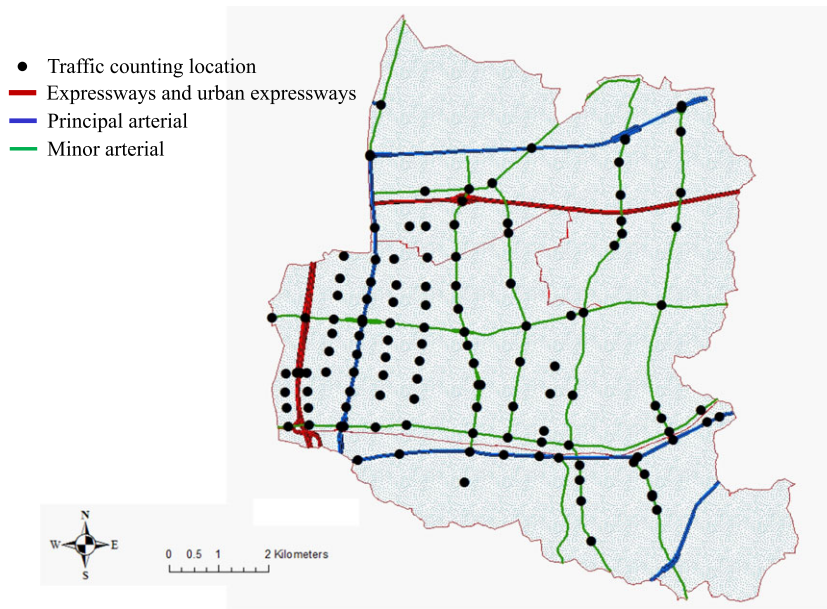 Traffic counting location
Expressways and urban expressways
Principal arterial
Minor arterial
N
W E
S
0 0.5 1 2 Kilometers